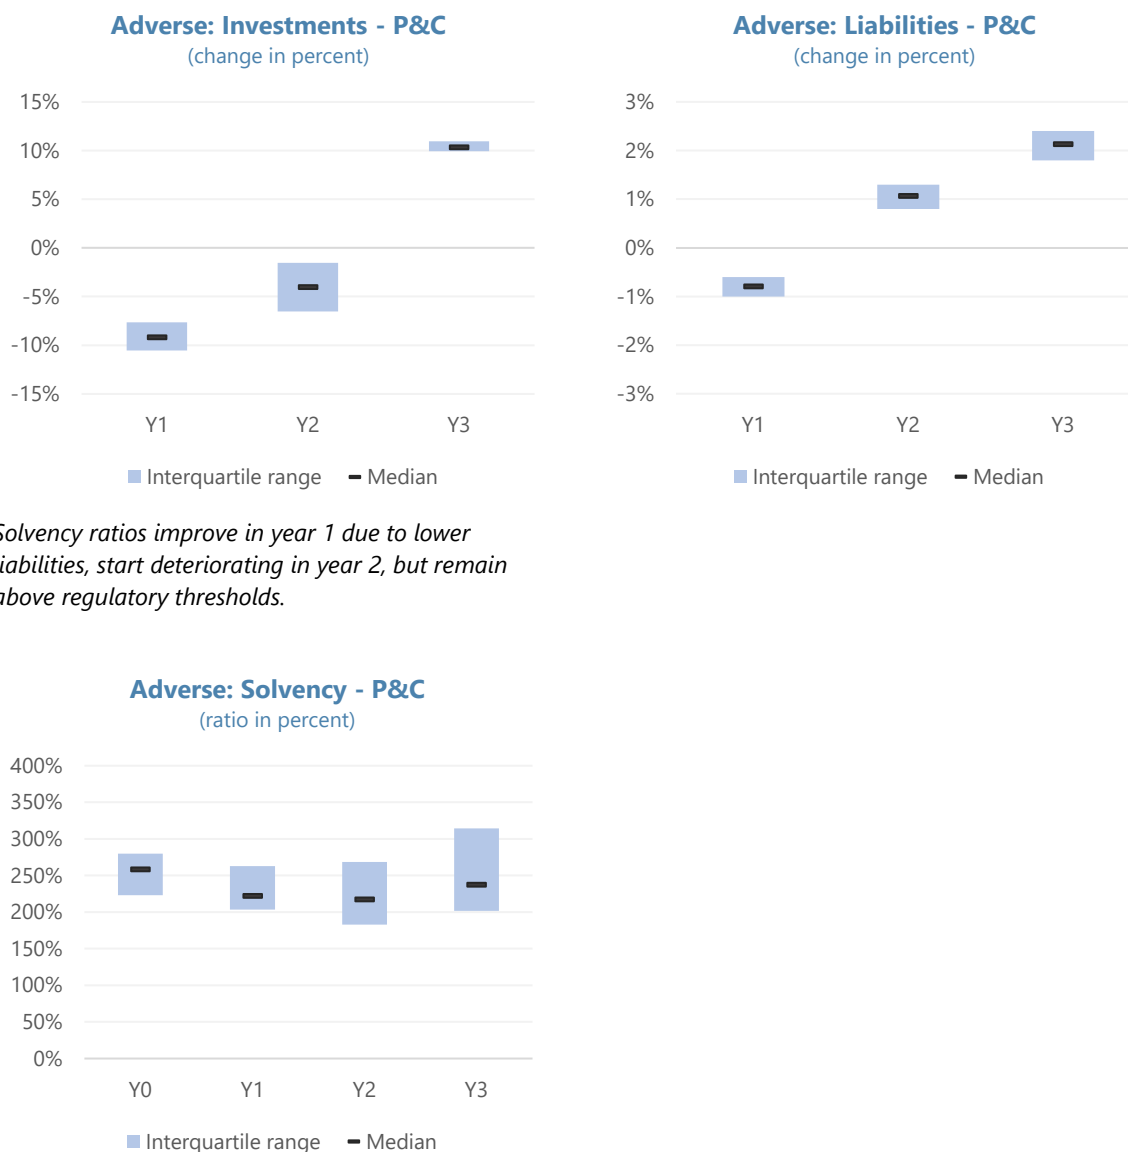 Adverse: Investments - P&C
(change in percent)
15%
10%
5%
0%
-5%
-10%
-15%
Y1 Y2 Y3
Interquartile range Median
Adverse: Liabilities - P&C
(change in percent)
3%
2%
1%
0%
-1%
-2%
-3%
Y1 Y2 Y3
Interquartile range Median
Solvency ratios improve in year 1 due to lower
iabilities, start deteriorating in year 2, but remain
above regulatory thresholds.
Adverse: Solvency - P&C
(ratio in percent)
400%
350%
300%
250%
200%
150%
100%
50%
0%
Y0 Y1 Y2 Y3
Interquartile range Median